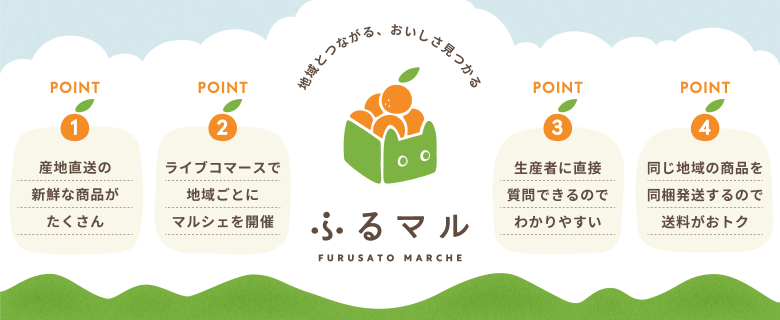 地域とつながる、おいしさ見つかる
POINT
1
産地直送の
新鮮な商品が
たくさん
POINT
2
ライブコマースで
地域ごとに
マルシェを開催
ふるマル
FURUSATO MARCHE
POINT
3
生産者に直接
質問できるので
わかりやすい
POINT
4
同じ地域の商品を
同梱発送するので
送料がおトク